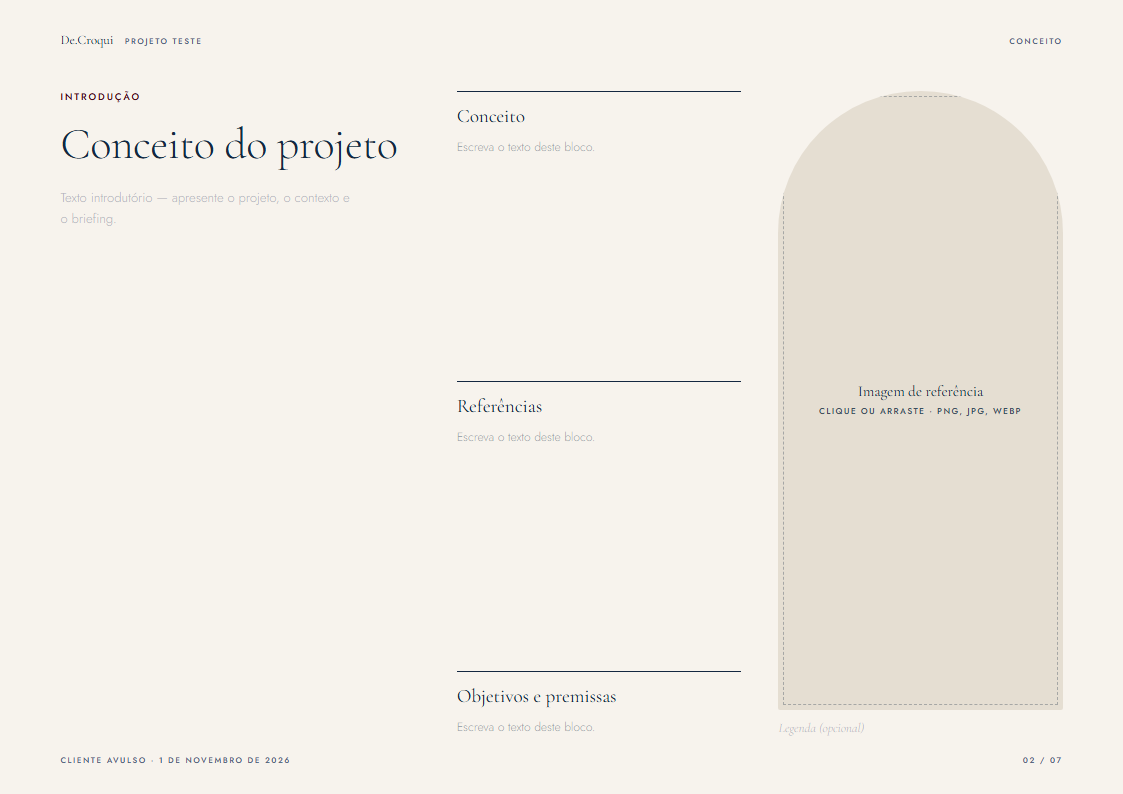 De.Croqui PROJETO TESTE
CONCEITO
INTRODUÇÃO
Conceito do projeto
Texto introdutório — apresente o projeto, o contexto e
o briefing.
Conceito
Escreva o texto deste bloco.
Referências
Escreva o texto deste bloco.
Objetivos e premissas
Escreva o texto deste bloco.
Imagem de referência
CLIQUE OU ARRASTE · PNG, JPG, WEBP
Legenda (opcional)
CLIENTE AVULSO · 1 DE NOVEMBRO DE 2026
02 / 07